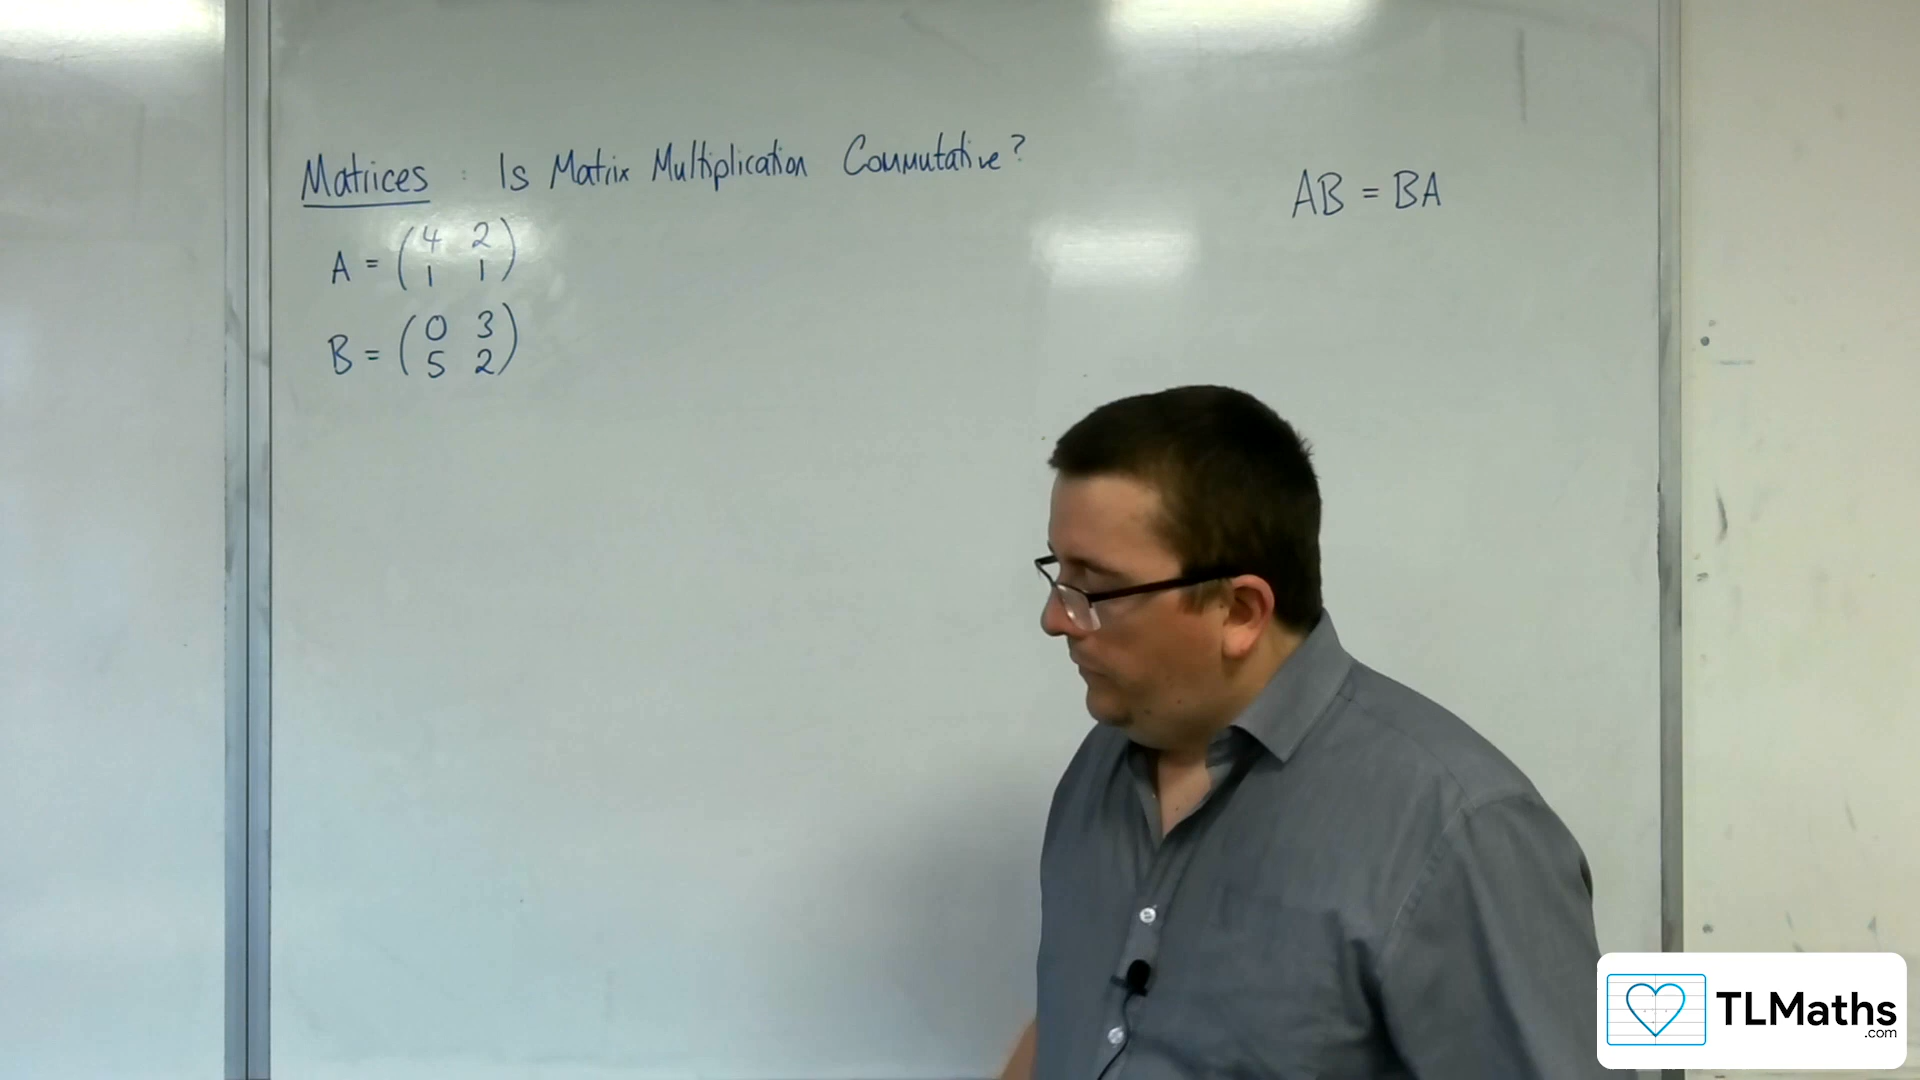 Matrices : Is Matrix Multiplication Commutative?
AB = BA
A = (4 2
1 1)
B = (0 3
5 2)
TLMaths
.com